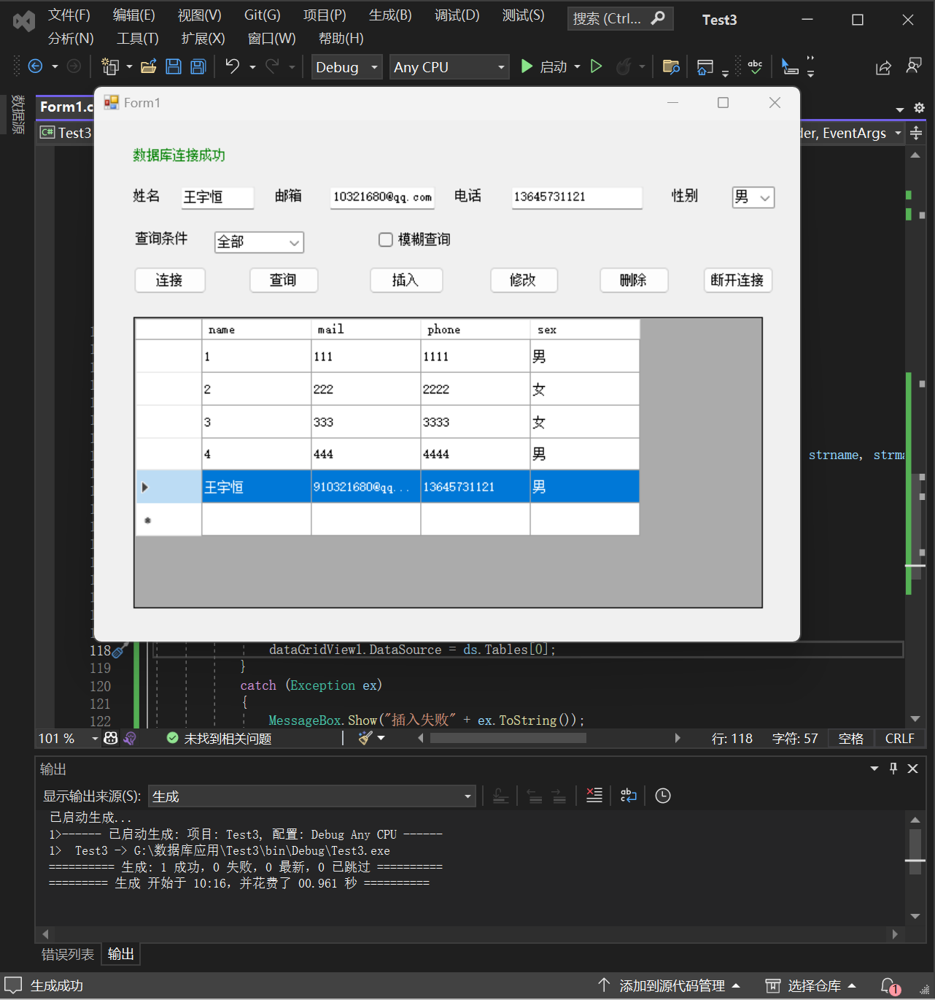 文件(F) 编辑(E) 视图(V) Git(G) 项目(P) 生成(B) 调试(D) 测试(S) 搜索 (Ctrl... Test3
分析(N) 工具(T) 扩展(X) 窗口(W) 帮助(H)
Debug Any CPU 启动
数据源
Form1.c
Form1
C# Test3
der, EventArgs
数据库连接成功
姓名 王宇恒 邮箱 10321680@qq.com 电话 13645731121 性别 男
查询条件 全部 模糊查询
连接 查询 插入 修改 删除 断开连接
name mail phone sex
1 111 1111 男
2 222 2222 女
3 333 3333 女
4 444 4444 男
strname, strma
王宇恒 910321680@qq... 13645731121 男
118 dataGridView1.DataSource = ds.Tables[0];
119 }
120 catch (Exception ex)
121 {
122 MessageBox.Show("插入失败" + ex.ToString());
101 % 未找到相关问题 行: 118 字符: 57 空格 CRLF
输出
显示输出来源(S): 生成
已启动生成...
1>------ 已启动生成: 项目: Test3, 配置: Debug Any CPU ------
1>  Test3 -> G:\数据库应用\Test3\bin\Debug\Test3.exe
========== 生成: 1 成功，0 失败，0 最新，0 已跳过 ==========
========= 生成 开始于 10:16，并花费了 00.961 秒 ==========
错误列表 输出
生成成功 添加到源代码管理 选择仓库 1